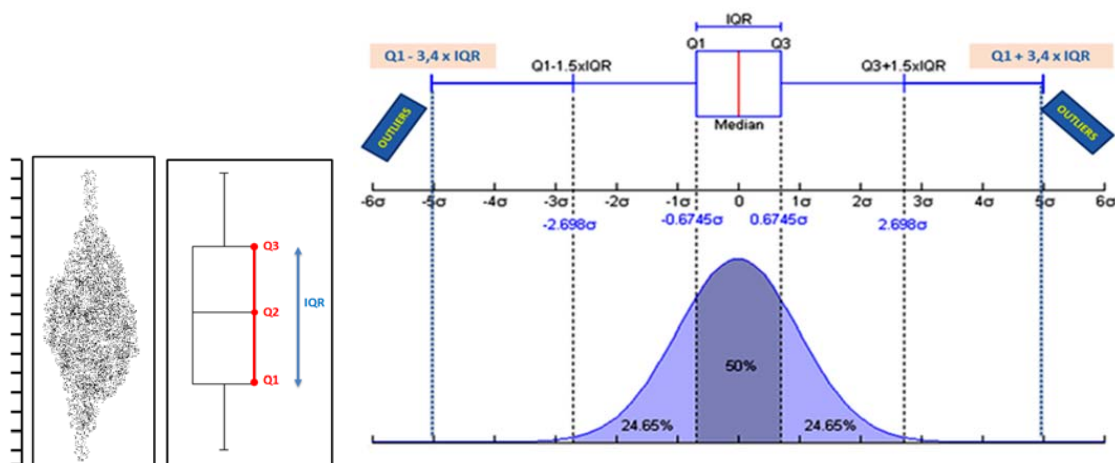 Q3
Q2
Q1
IQR
IQR
Q1 - 3,4 x IQR
Q1
Q3
Q1 + 3,4 x IQR
Q1-1.5xIQR
Q3+1.5xIQR
OUTLIERS
Median
OUTLIERS
-6σ -5σ -4σ -3σ -2σ -1σ 0 1σ 2σ 3σ 4σ 5σ 6σ
-2.698σ -0.6745σ 0.6745σ 2.698σ
50%
24.65% 24.65%